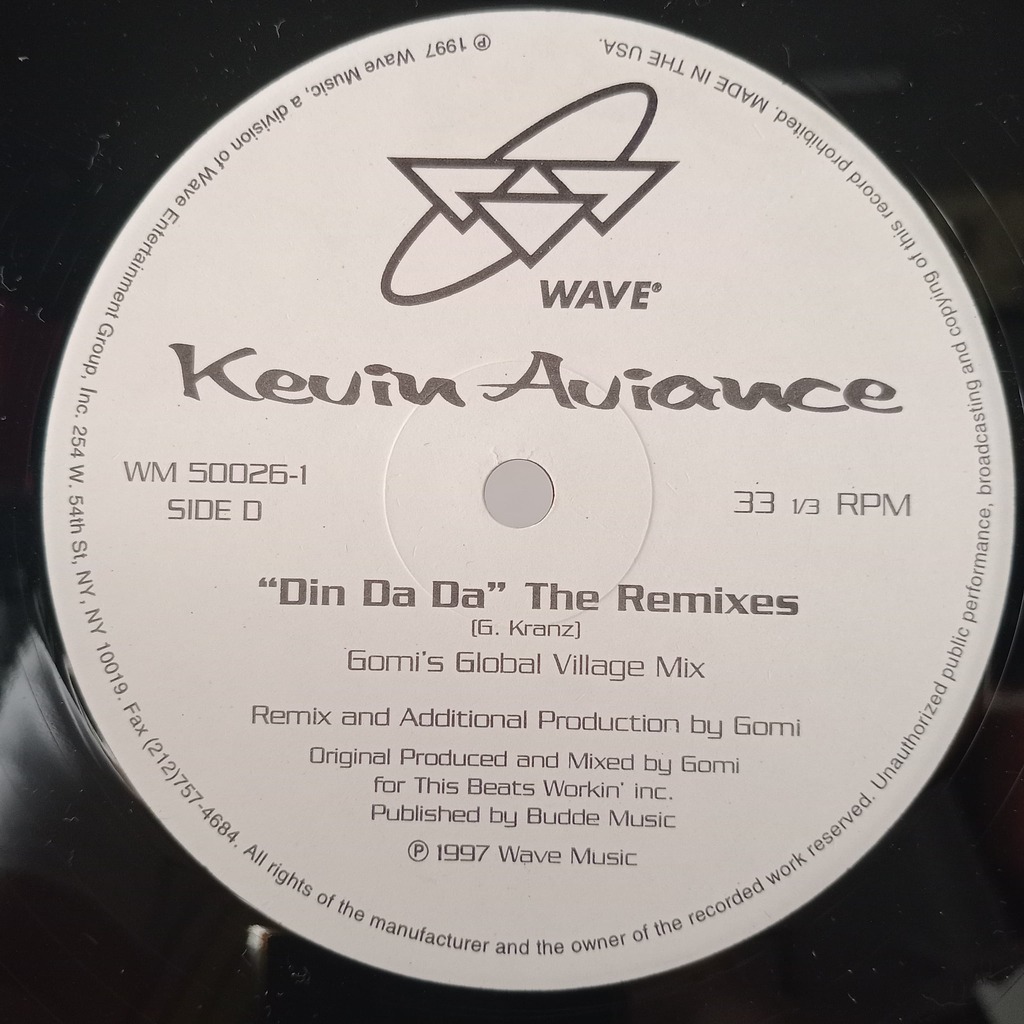 WAVE®
Kevin Aviance
WM 50026-1
SIDE D
33 1/3 RPM
“Din Da Da” The Remixes
(G. Kranz)
Gomi's Global Village Mix
Remix and Additional Production by Gomi
Original Produced and Mixed by Gomi
for This Beats Workin' inc.
Published by Budde Music
℗ 1997 Wave Music
℗ 1997 Wave Music, a division of Wave Entertainment Group, Inc. 254 W. 54th St, NY, NY 10019. Fax (212)757-4684. All rights of the manufacturer and the owner of the recorded work reserved. Unauthorized public performance, broadcasting and copying of this record prohibited. MADE IN THE USA.